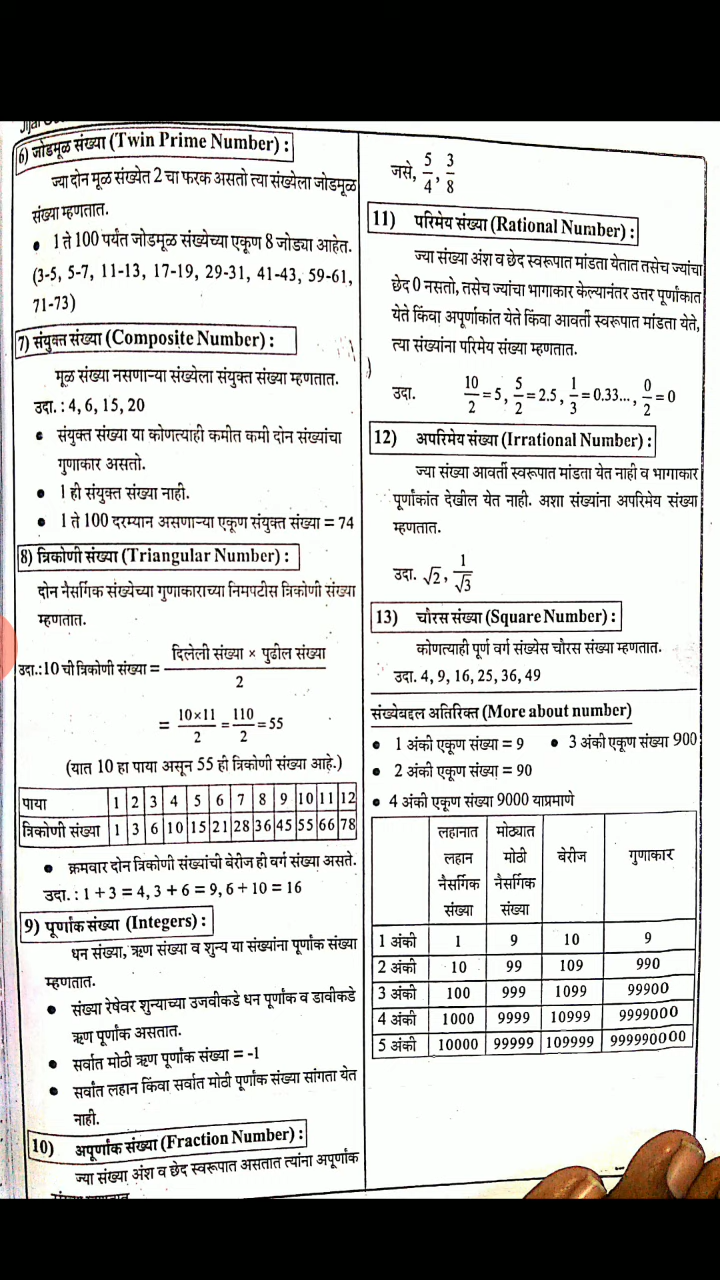 6) जोडमूळ संख्या (Twin Prime Number) :
ज्या दोन मूळ संख्येत 2 चा फरक असतो त्या संख्येला जोडमूळ
संख्या म्हणतात.
• 1 ते 100 पर्यंत जोडमूळ संख्येच्या एकूण 8 जोड्या आहेत.
(3-5, 5-7, 11-13, 17-19, 29-31, 41-43, 59-61,
71-73)
7) संयुक्त संख्या (Composite Number) :
मूळ संख्या नसणाऱ्या संख्येला संयुक्त संख्या म्हणतात.
उदा. : 4, 6, 15, 20
• संयुक्त संख्या या कोणत्याही कमीत कमी दोन संख्यांचा
गुणाकार असतो.
• 1 ही संयुक्त संख्या नाही.
• 1 ते 100 दरम्यान असणाऱ्या एकूण संयुक्त संख्या = 74
8) त्रिकोणी संख्या (Triangular Number) :
दोन नैसर्गिक संख्येच्या गुणाकाराच्या निमपटीस त्रिकोणी संख्या
म्हणतात.
उदा.:10 ची त्रिकोणी संख्या = दिलेली संख्या × पुढील संख्या / 2
= 10×11 / 2 = 110 / 2 = 55
(यात 10 हा पाया असून 55 ही त्रिकोणी संख्या आहे.)
पाया 1 2 3 4 5 6 7 8 9 10 11 12
त्रिकोणी संख्या 1 3 6 10 15 21 28 36 45 55 66 78
• क्रमवार दोन त्रिकोणी संख्यांची बेरीज ही वर्ग संख्या असते.
उदा. : 1 + 3 = 4, 3 + 6 = 9, 6 + 10 = 16
9) पूर्णांक संख्या (Integers) :
धन संख्या, ऋण संख्या व शुन्य या संख्यांना पूर्णांक संख्या
म्हणतात.
• संख्या रेषेवर शुन्याच्या उजवीकडे धन पूर्णांक व डावीकडे
ऋण पूर्णांक असतात.
• सर्वात मोठी ऋण पूर्णांक संख्या = -1
• सर्वात लहान किंवा सर्वात मोठी पूर्णांक संख्या सांगता येत
नाही.
10) अपूर्णांक संख्या (Fraction Number) :
ज्या संख्या अंश व छेद स्वरूपात असतात त्यांना अपूर्णांक
जसे, 5/4, 3/8
11) परिमेय संख्या (Rational Number) :
ज्या संख्या अंश व छेद स्वरूपात मांडता येतात तसेच ज्यांचा
छेद 0 नसतो, तसेच ज्यांचा भागाकार केल्यानंतर उत्तर पूर्णांकात
येते किंवा अपूर्णाकांत येते किंवा आवर्ती स्वरूपात मांडता येते,
त्या संख्यांना परिमेय संख्या म्हणतात.
उदा. 10/2 = 5, 5/2 = 2.5, 1/3 = 0.33..., 0/2 = 0
12) अपरिमेय संख्या (Irrational Number) :
ज्या संख्या आवर्ती स्वरूपात मांडता येत नाही व भागाकार
पूर्णांकांत देखील येत नाही. अशा संख्यांना अपरिमेय संख्या
म्हणतात.
उदा. √2, 1/√3
13) चौरस संख्या (Square Number) :
कोणत्याही पूर्ण वर्ग संख्येस चौरस संख्या म्हणतात.
उदा. 4, 9, 16, 25, 36, 49
संख्येबद्दल अतिरिक्त (More about number)
• 1 अंकी एकूण संख्या = 9 • 3 अंकी एकूण संख्या 900
• 2 अंकी एकूण संख्या = 90
• 4 अंकी एकूण संख्या 9000 याप्रमाणे
लहानात लहान नैसर्गिक संख्या मोठ्यात मोठी नैसर्गिक संख्या बेरीज गुणाकार
1 अंकी 1 9 10 9
2 अंकी 10 99 109 990
3 अंकी 100 999 1099 99900
4 अंकी 1000 9999 10999 9999000
5 अंकी 10000 99999 109999 999990000